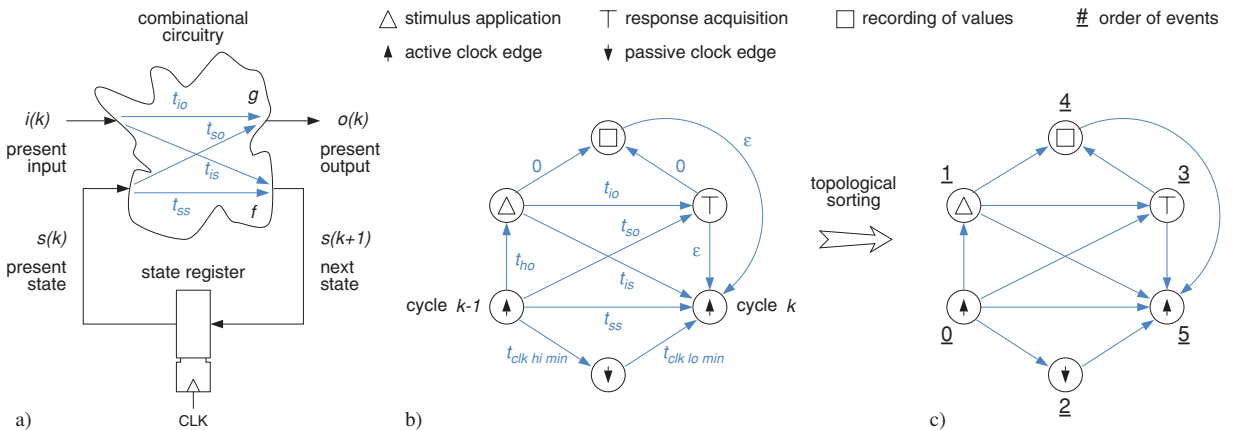 combinational
circuitry
stimulus application
response acquisition
recording of values
# order of events
active clock edge
passive clock edge
g
t_io
i(k)
o(k)
t_so
present
input
present
output
t_is
t_ss
f
s(k)
s(k+1)
present
state
state register
next
state
CLK
a)
ε
0
0
t_io
t_so
t_ho
ε
t_is
cycle k-1
cycle k
t_ss
t_clk hi min
t_clk lo min
b)
topological
sorting
4
1
3
0
5
2
c)